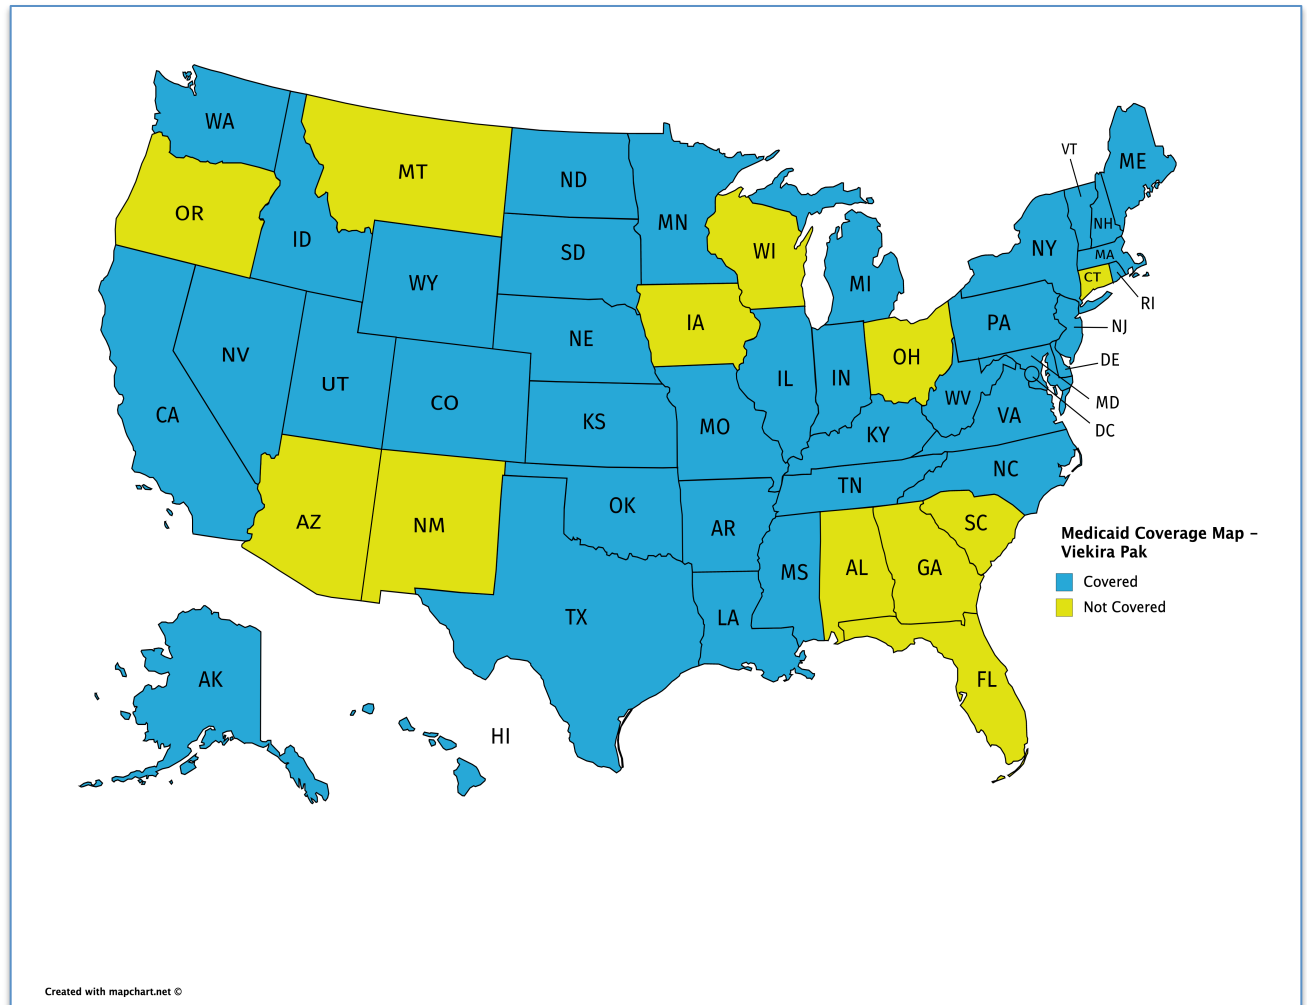 WA
MT
ND
MN
VT
ME
OR
ID
SD
WI
NY
NH
MA
WY
MI
CT
RI
NE
IA
PA
NJ
NV
UT
CO
IL
IN
OH
DE
CA
KS
MO
KY
WV
VA
MD
DC
AZ
NM
OK
AR
TN
NC
SC
MS
AL
GA
TX
LA
FL
AK
HI
Medicaid Coverage Map –
Viekira Pak
Covered
Not Covered
Created with mapchart.net ©